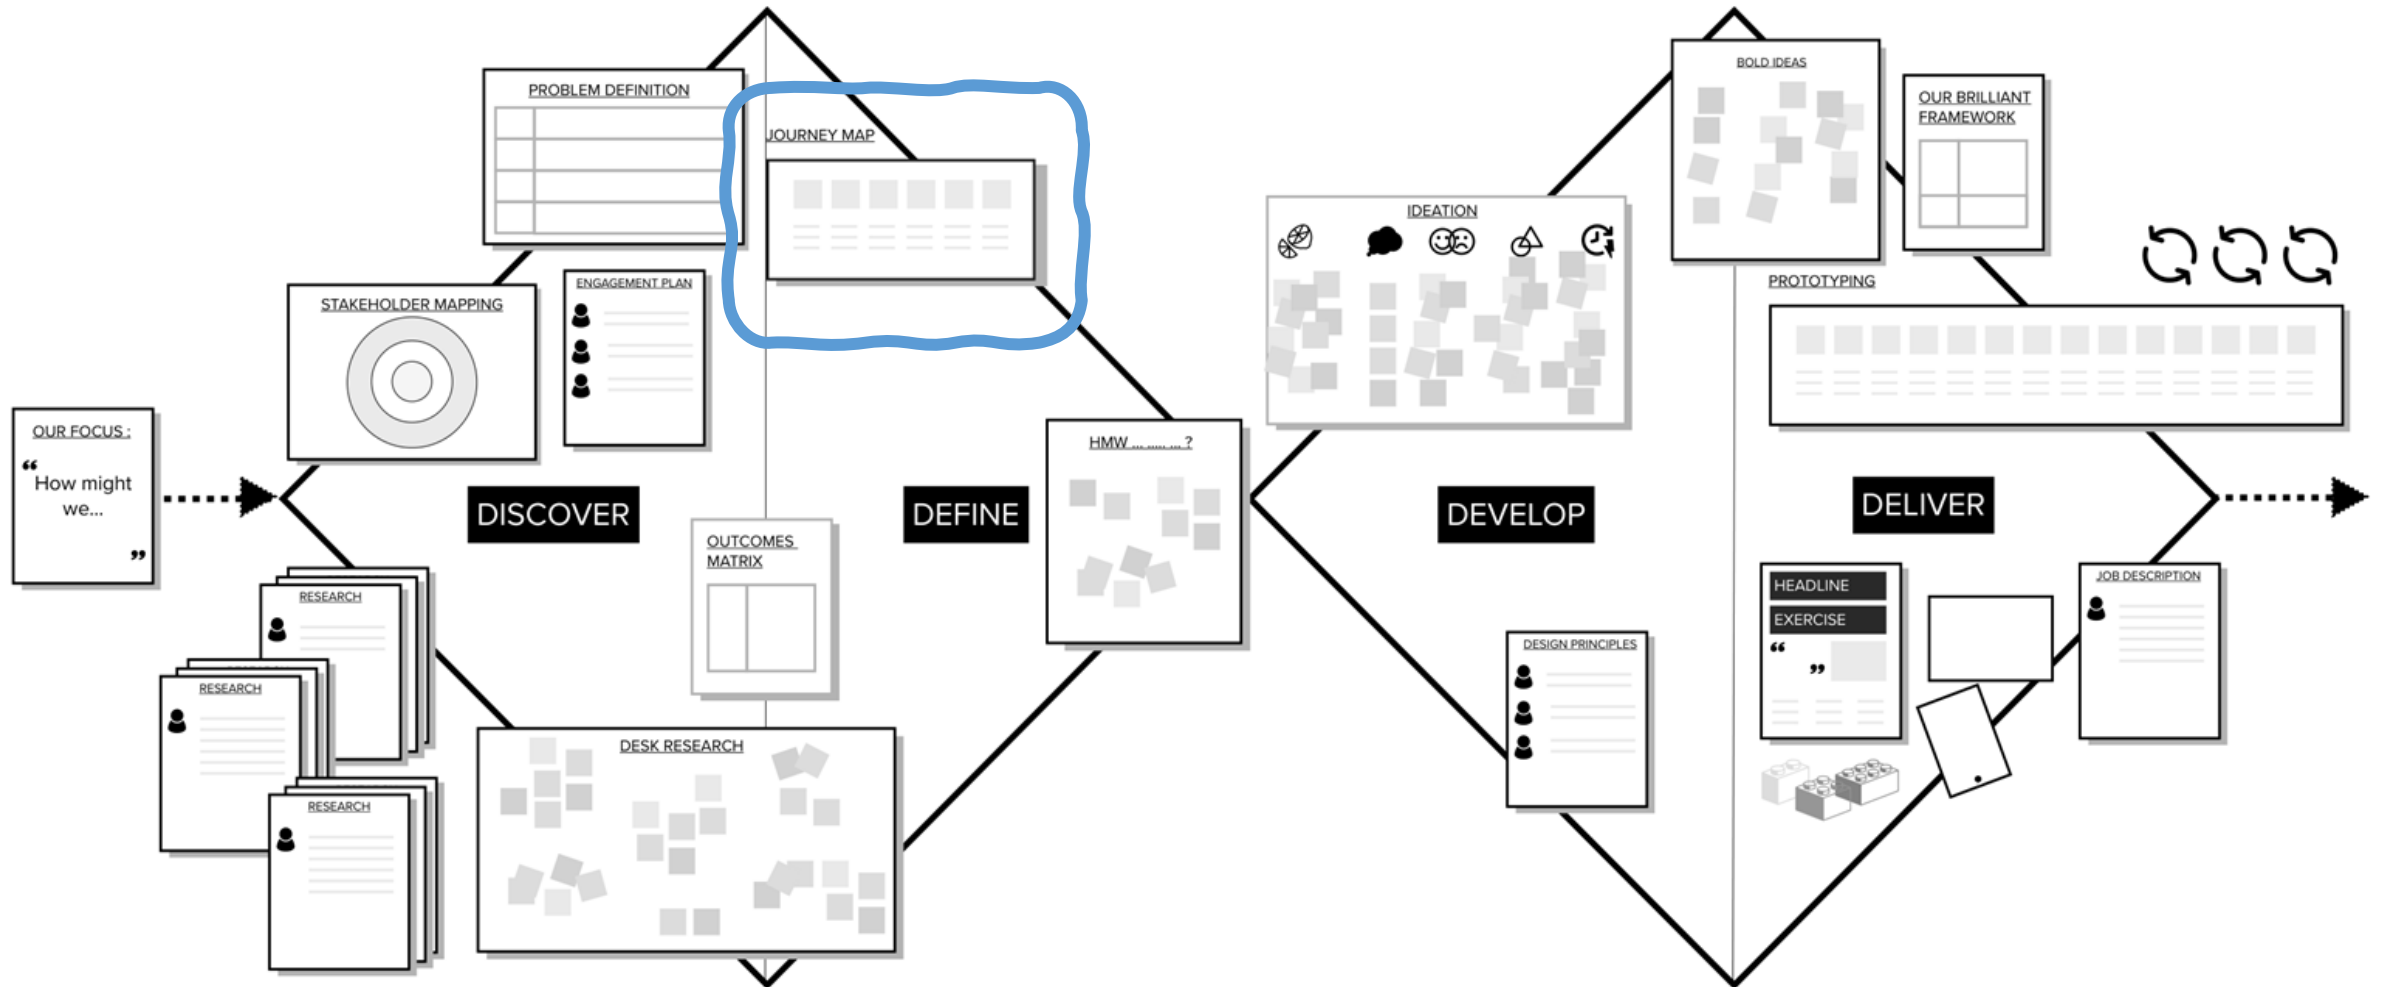 PROBLEM DEFINITION
JOURNEY MAP
STAKEHOLDER MAPPING
ENGAGEMENT PLAN
OUR FOCUS :
“
How might
we...
”
DISCOVER
RESEARCH
RESEARCH
RESEARCH
OUTCOMES
MATRIX
DESK RESEARCH
DEFINE
HMW ... ..... ... ?
IDEATION
DEVELOP
DESIGN PRINCIPLES
BOLD IDEAS
OUR BRILLIANT
FRAMEWORK
PROTOTYPING
DELIVER
HEADLINE
EXERCISE
“
”
JOB DESCRIPTION